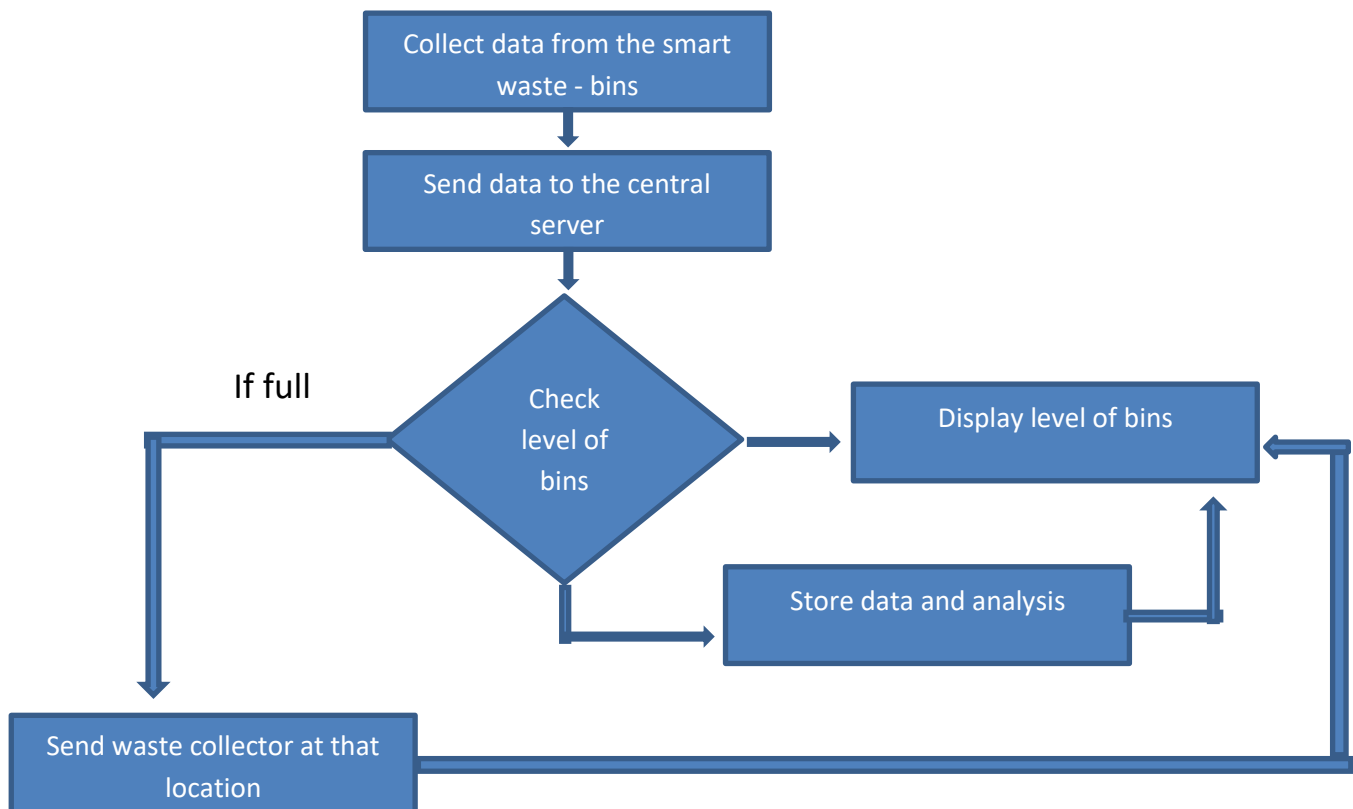 Collect data from the smart
waste - bins
Send data to the central
server
If full
Check
level of
bins
Display level of bins
Store data and analysis
Send waste collector at that
location